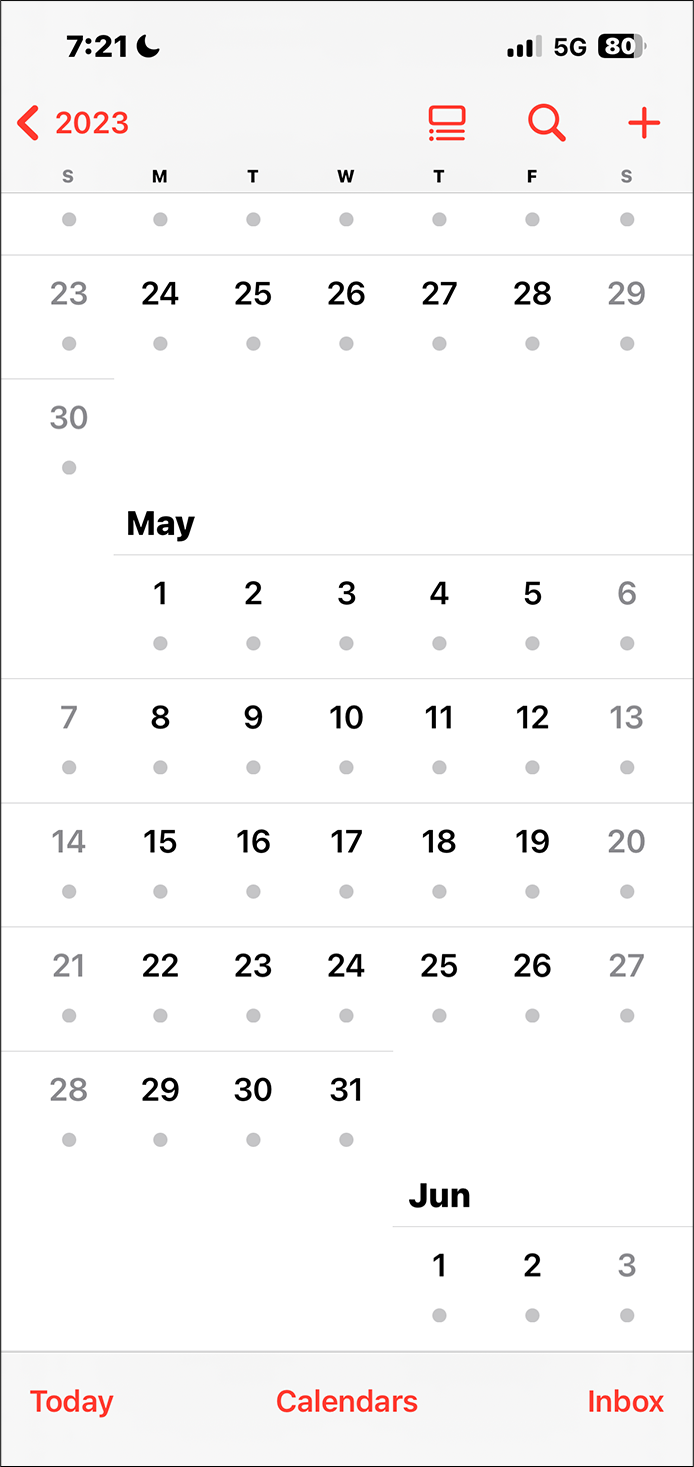 7:21 5G 80
2023
S M T W T F S
23 24 25 26 27 28 29
30
May
1 2 3 4 5 6
7 8 9 10 11 12 13
14 15 16 17 18 19 20
21 22 23 24 25 26 27
28 29 30 31
Jun
1 2 3
Today Calendars Inbox